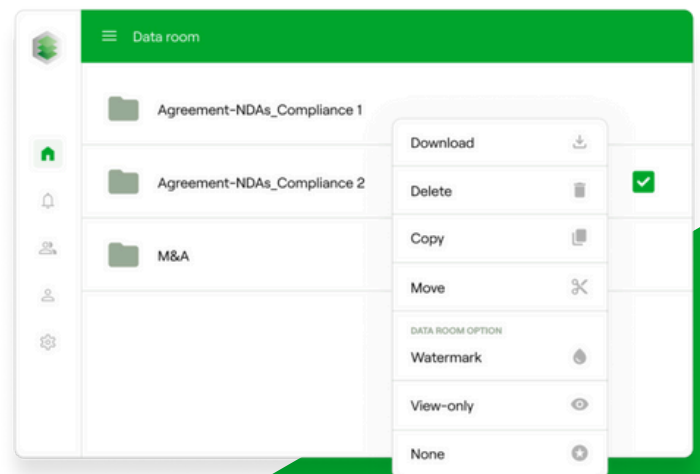 Data room
Agreement-NDAs_Compliance 1
Agreement-NDAs_Compliance 2
M&A
Download
Delete
Copy
Move
DATA ROOM OPTION
Watermark
View-only
None